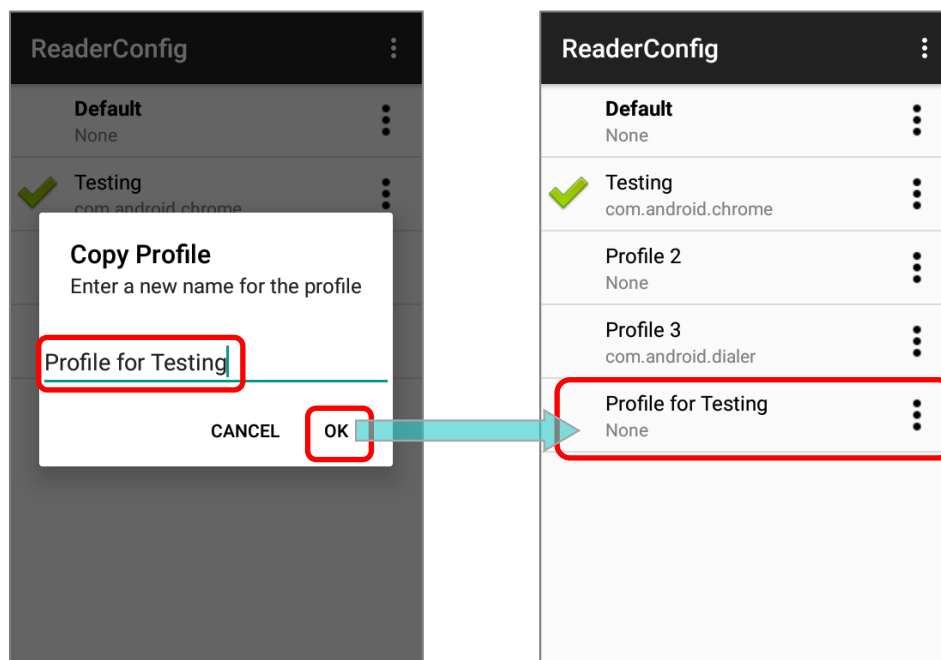 ReaderConfig
Default
None
Testing
com.android.chrome
Copy Profile
Enter a new name for the profile
Profile for Testing
CANCEL OK
ReaderConfig
Default
None
Testing
com.android.chrome
Profile 2
None
Profile 3
com.android.dialer
Profile for Testing
None